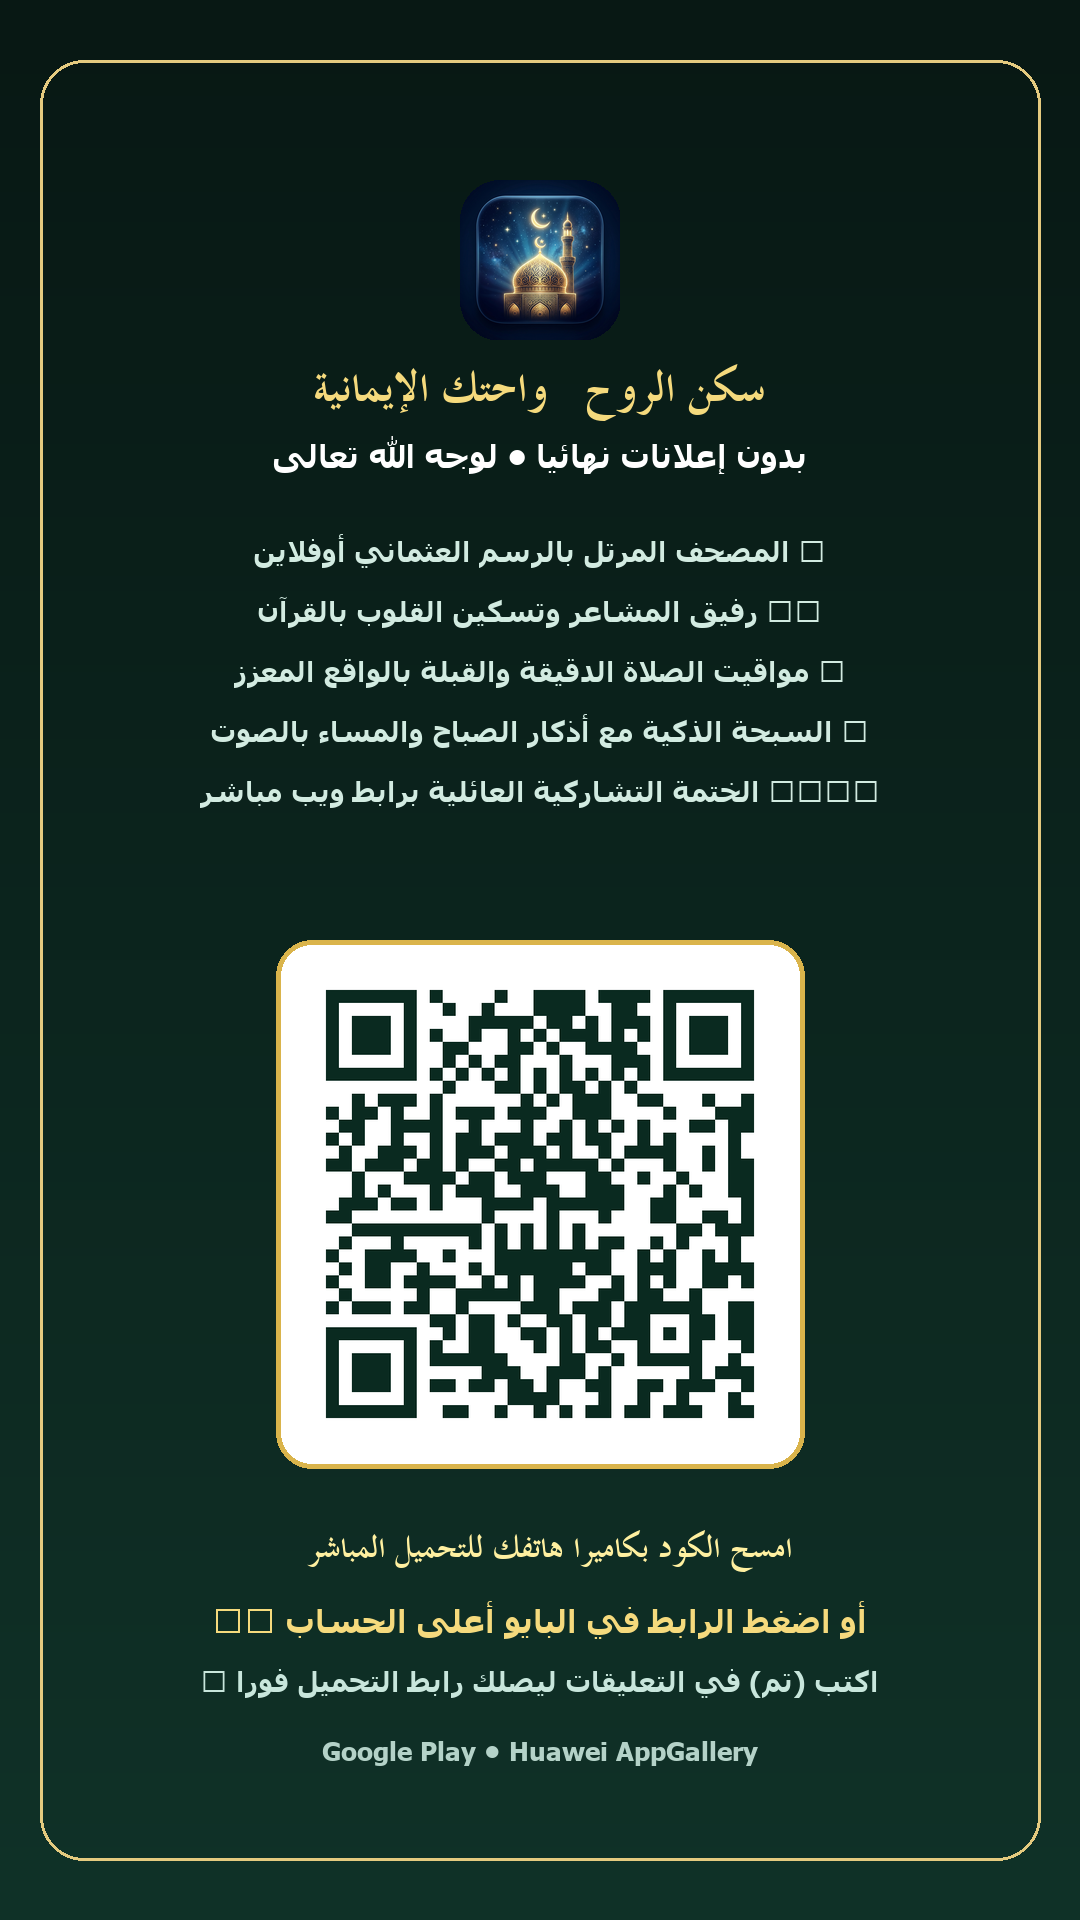 سكن الروح   واحتك الإيمانية
بدون إعلانات نهائيا ● لوجه الله تعالى
□ المصحف المرتل بالرسم العثماني أوفلاين
□□ رفيق المشاعر وتسكين القلوب بالقرآن
□ مواقيت الصلاة الدقيقة والقبلة بالواقع المعزز
□ السبحة الذكية مع أذكار الصباح والمساء بالصوت
□□□□ الختمة التشاركية العائلية برابط ويب مباشر
امسح الكود بكاميرا هاتفك للتحميل المباشر
أو اضغط الرابط في البايو أعلى الحساب □□
اكتب (تم) في التعليقات ليصلك رابط التحميل فورا □
Google Play ● Huawei AppGallery